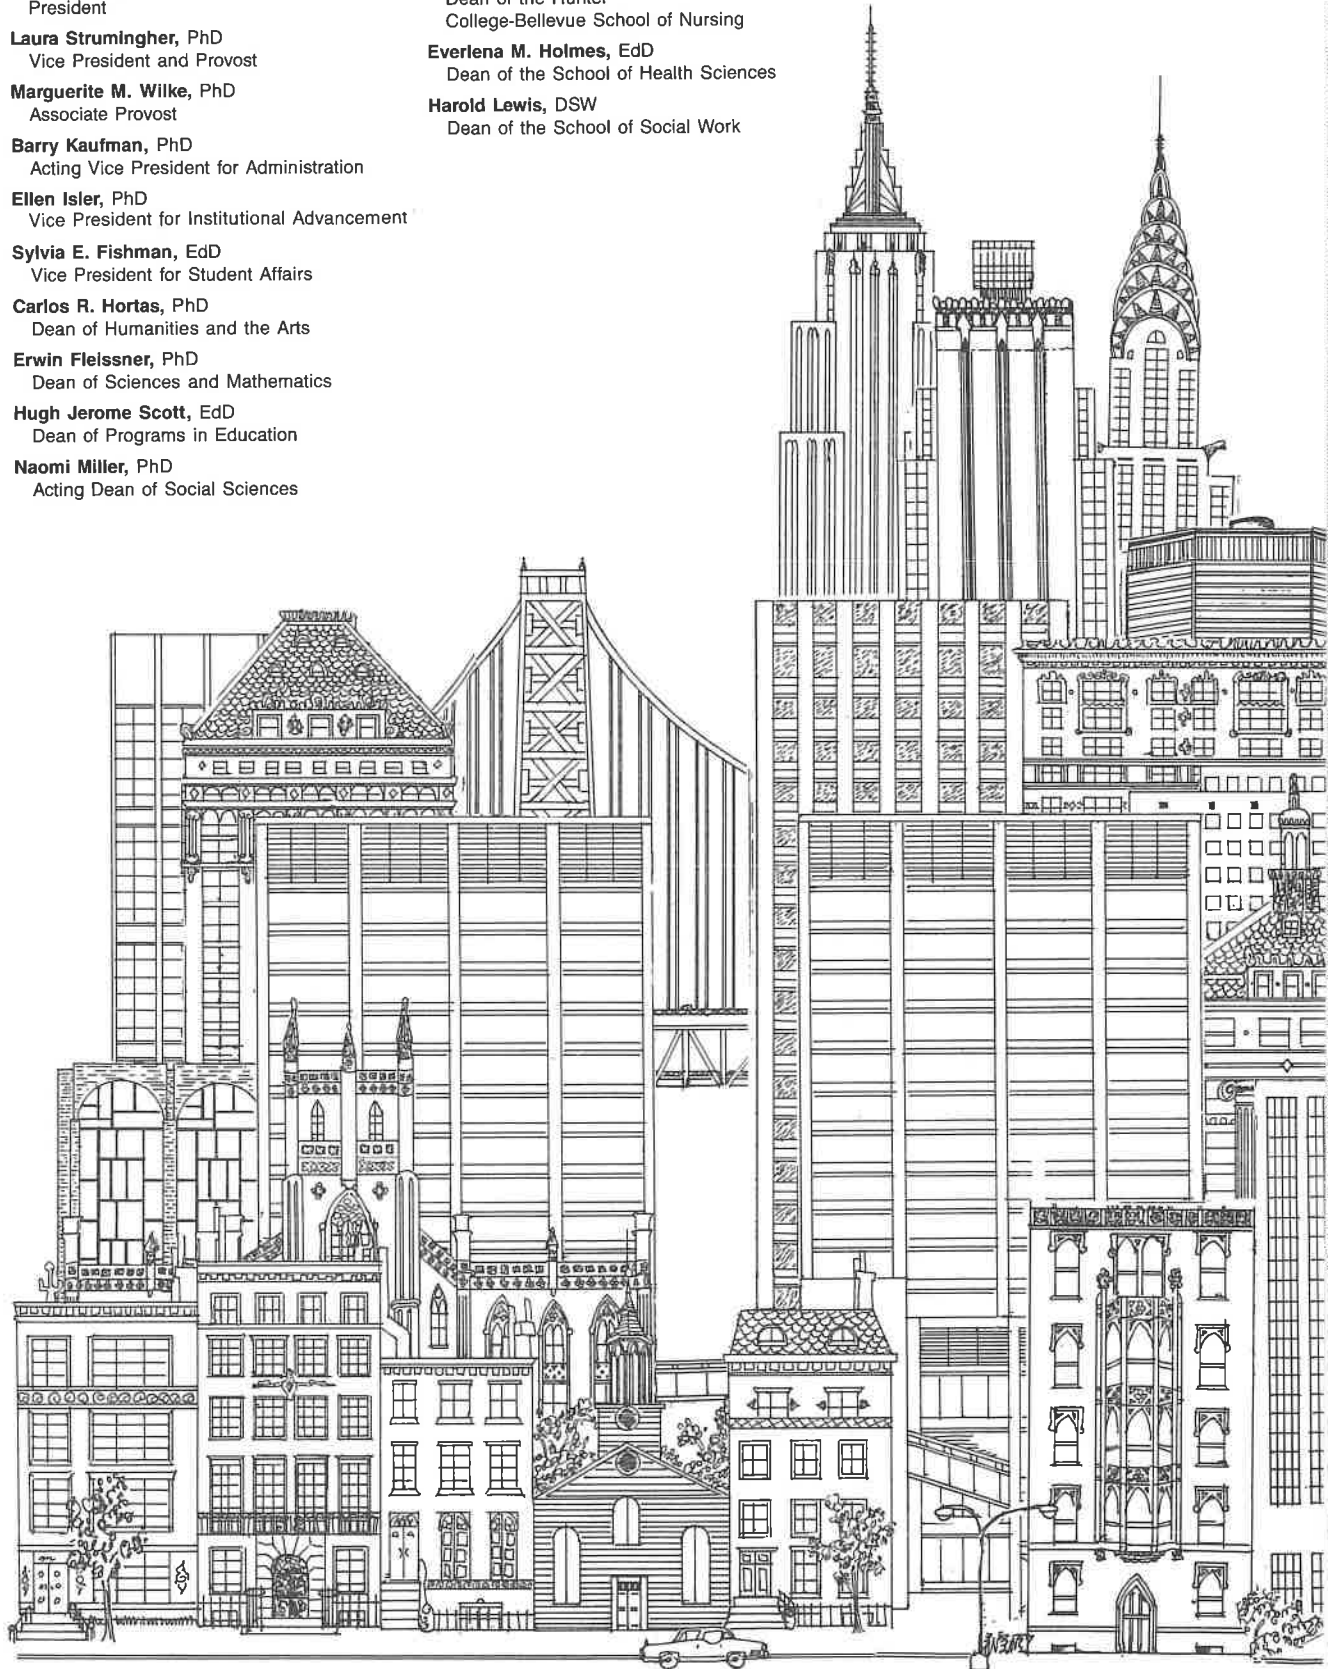 President
Laura Strumingher, PhD
Vice President and Provost
Marguerite M. Wilke, PhD
Associate Provost
Barry Kaufman, PhD
Acting Vice President for Administration
Ellen Isler, PhD
Vice President for Institutional Advancement
Sylvia E. Fishman, EdD
Vice President for Student Affairs
Carlos R. Hortas, PhD
Dean of Humanities and the Arts
Erwin Fleissner, PhD
Dean of Sciences and Mathematics
Hugh Jerome Scott, EdD
Dean of Programs in Education
Naomi Miller, PhD
Acting Dean of Social Sciences
Dean of the Hunter
College-Bellevue School of Nursing
Everlena M. Holmes, EdD
Dean of the School of Health Sciences
Harold Lewis, DSW
Dean of the School of Social Work